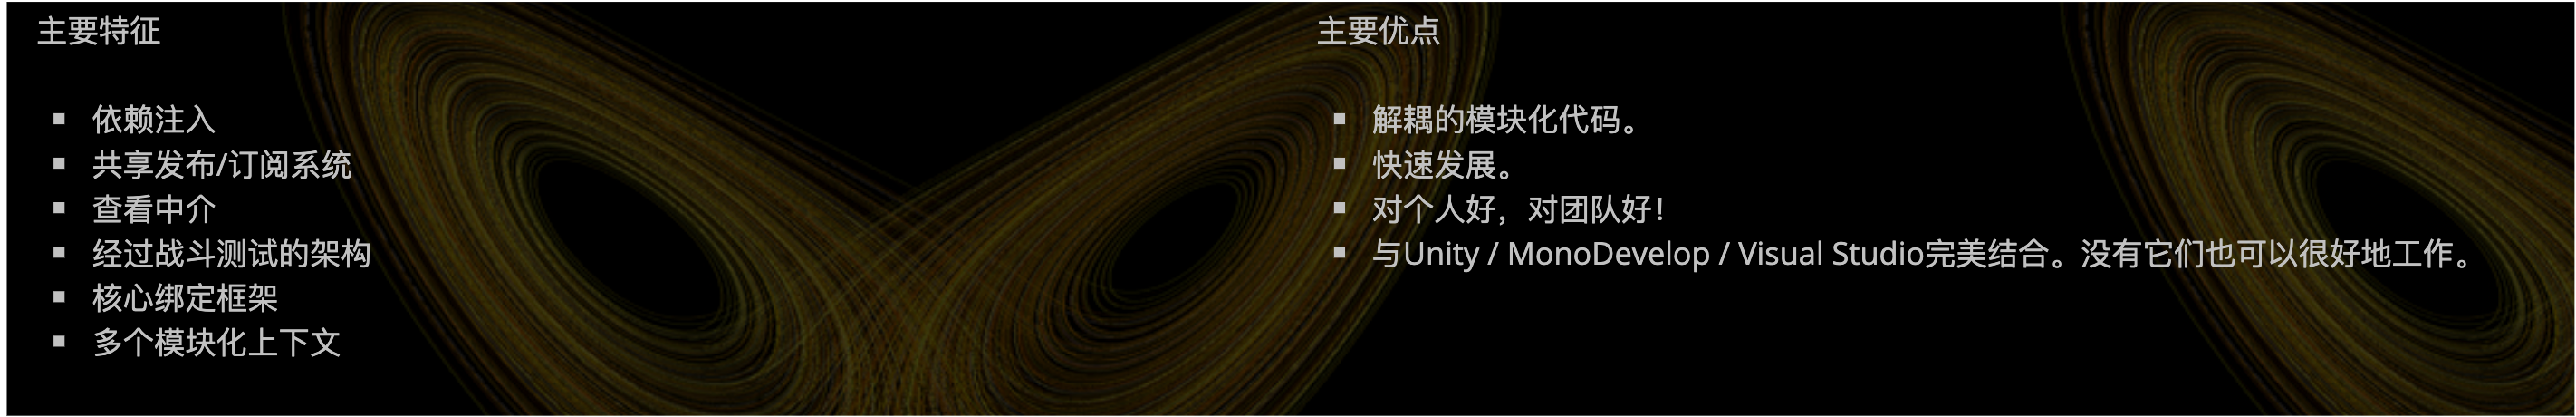 主要特征
依赖注入
共享发布/订阅系统
查看中介
经过战斗测试的架构
核心绑定框架
多个模块化上下文
主要优点
解耦的模块化代码。
快速发展。
对个人好，对团队好！
与Unity / MonoDevelop / Visual Studio完美结合。没有它们也可以很好地工作。